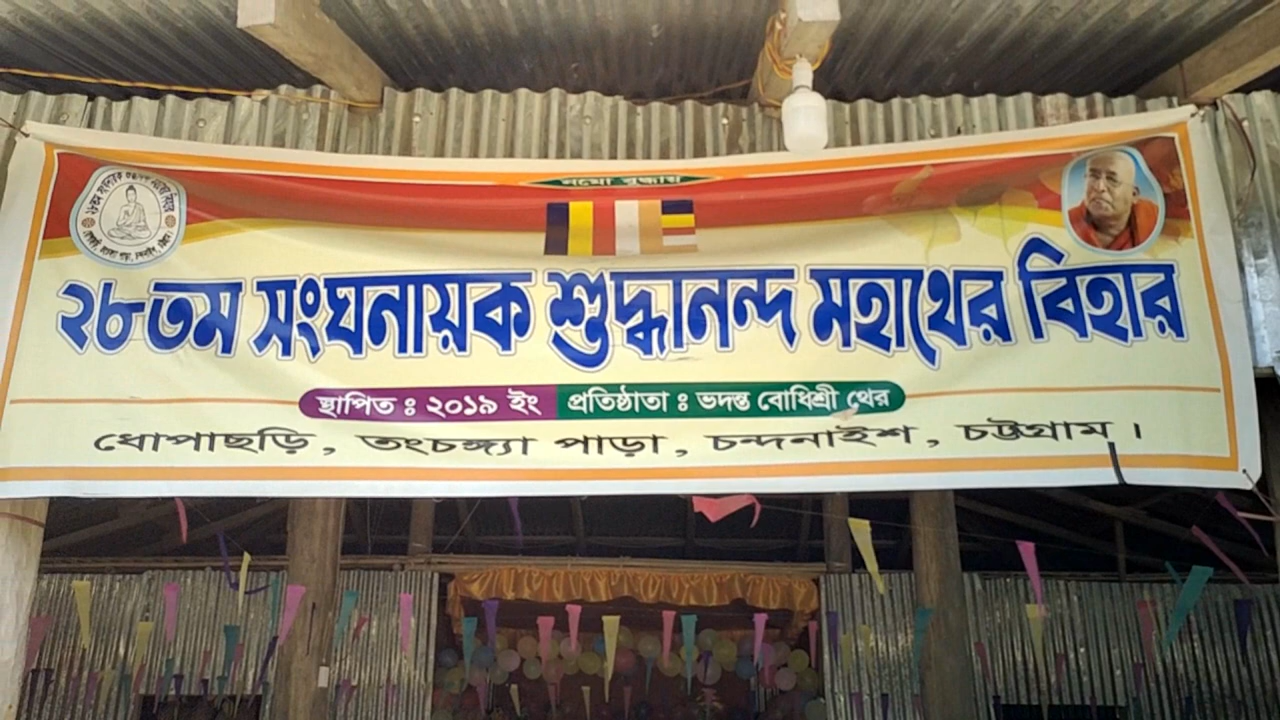 নমো বুদ্ধায়
২৮তম সংঘনায়ক শুদ্ধানন্দ মহাথের বিহার
স্থাপিত ঃ ২০১৯ ইং প্রতিষ্ঠাতা ঃ ভদন্ত বোধিশ্রী থের
ধোপাছড়ি, তংচঙ্গ্যা পাড়া, চন্দনাইশ, চট্টগ্রাম।